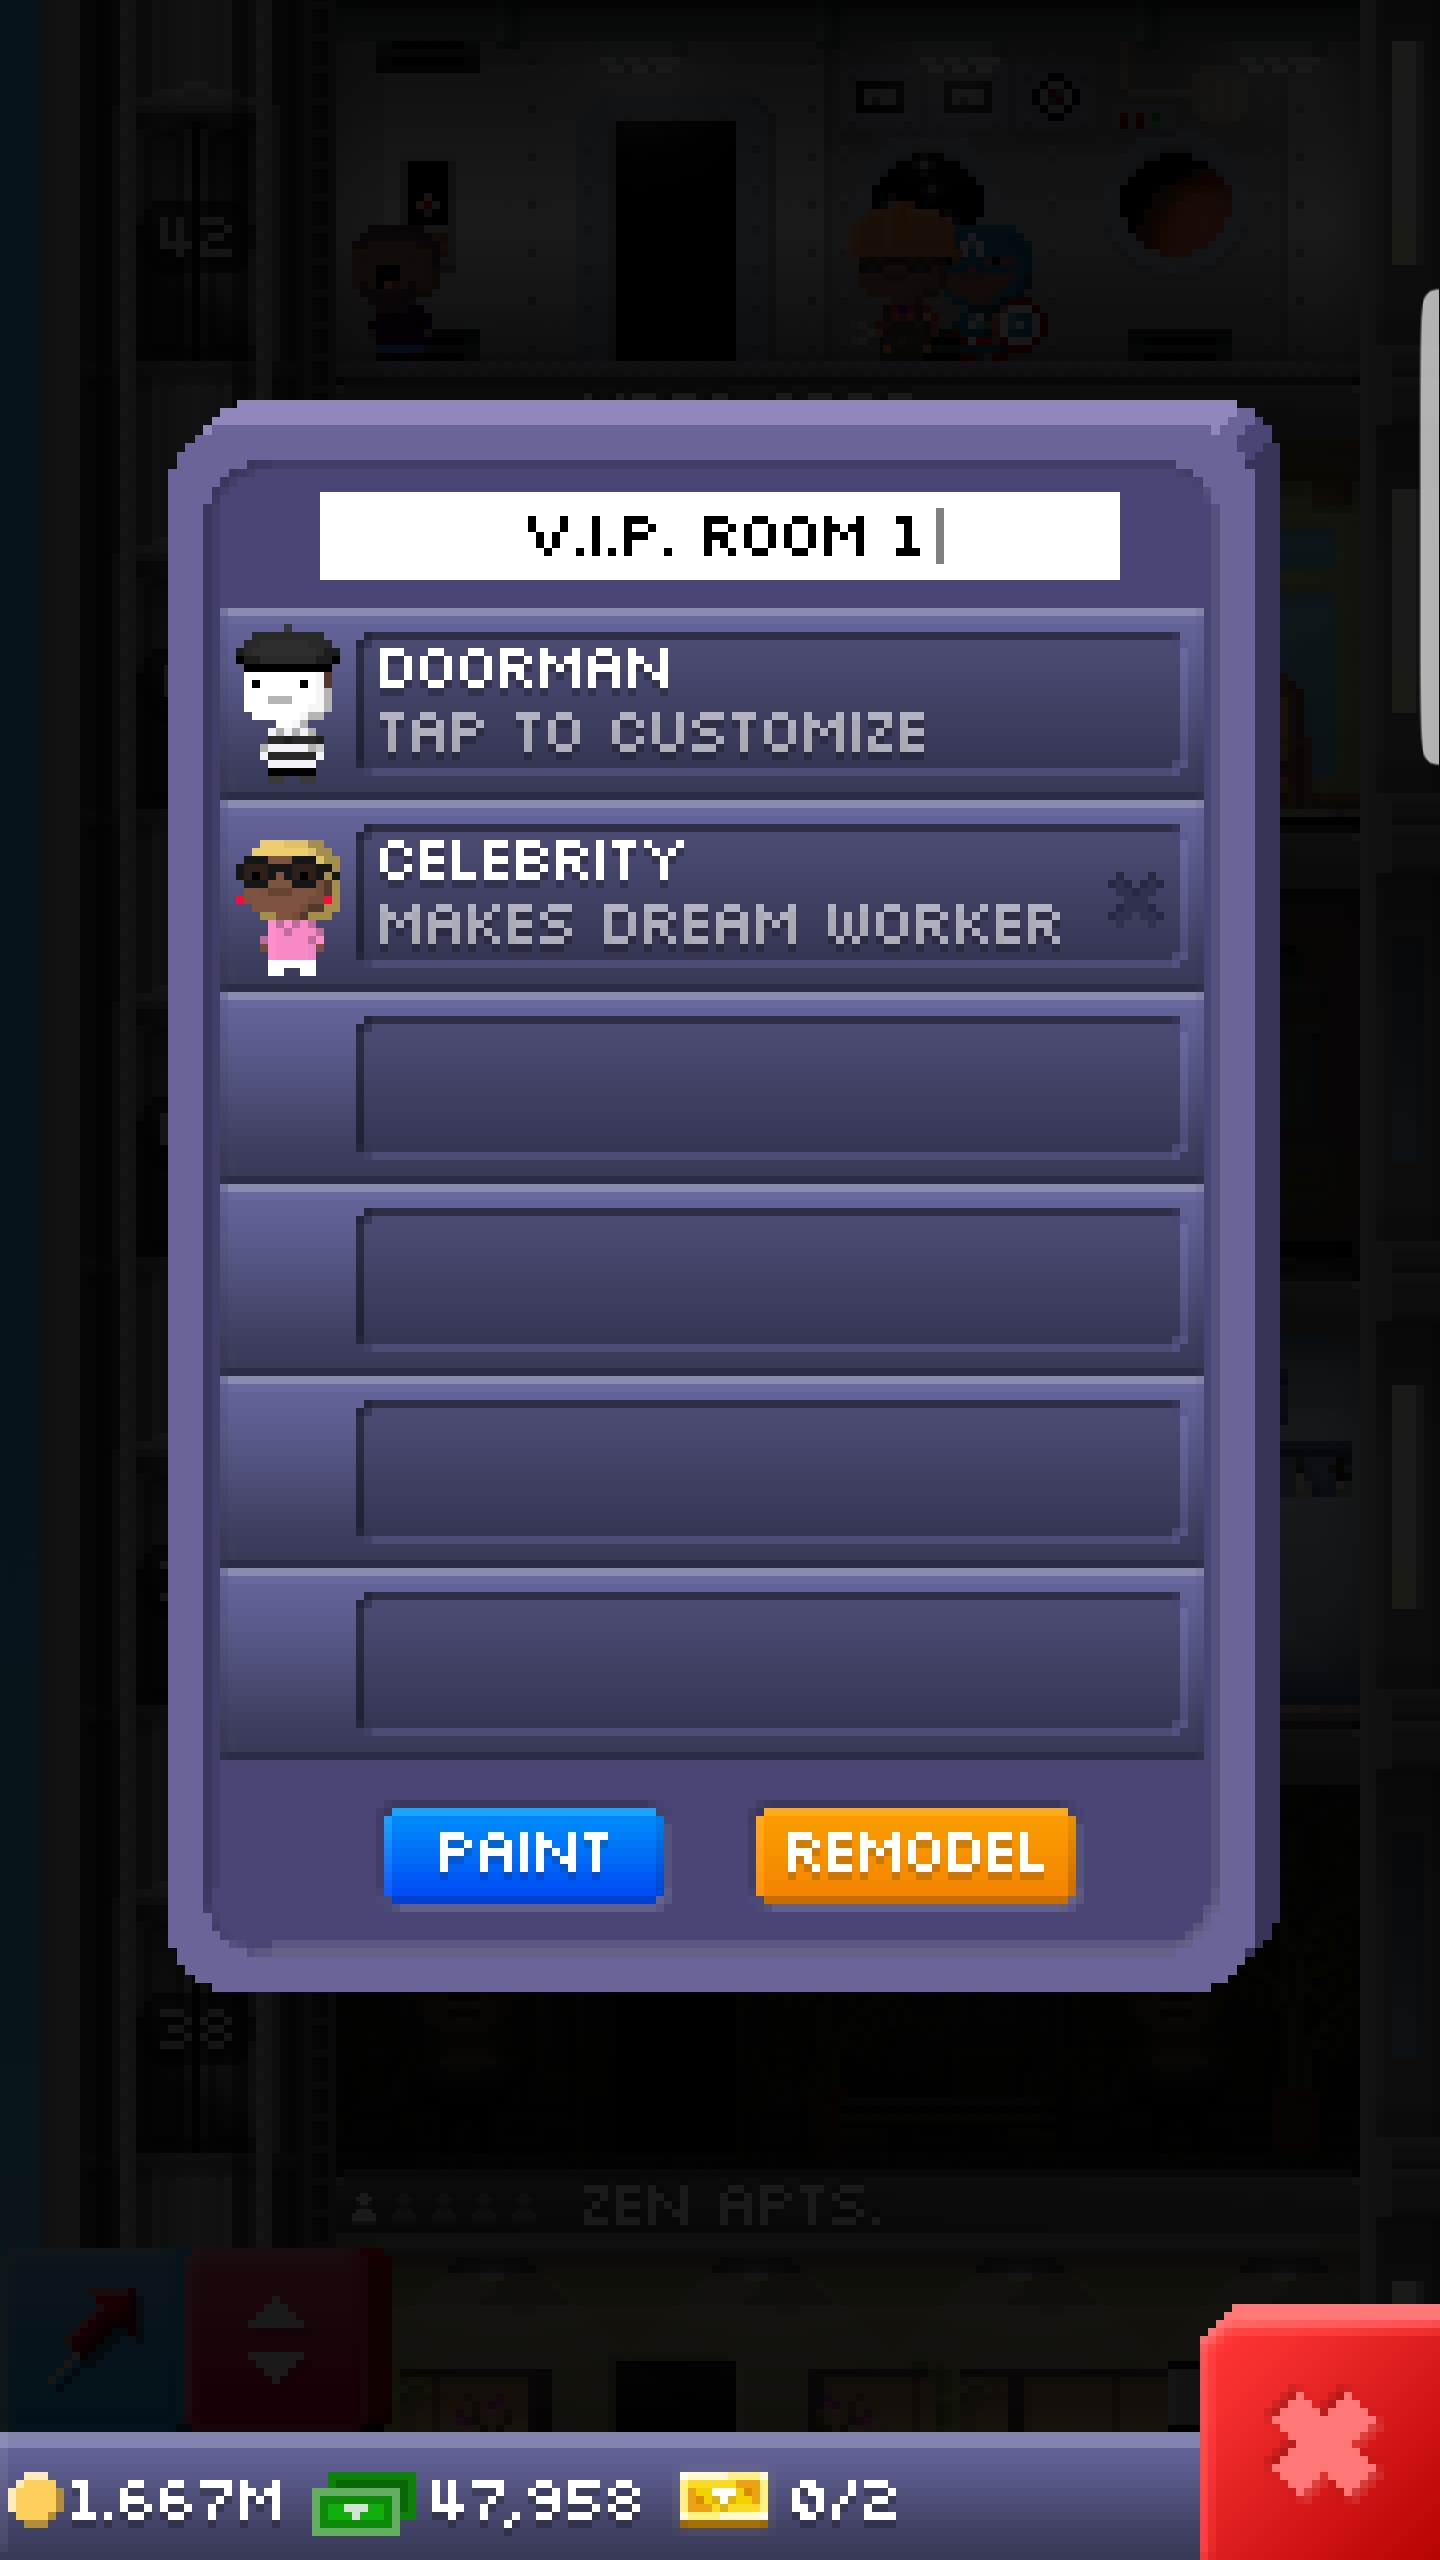 42
V.I.P. ROOM 1
DOORMAN
TAP TO CUSTOMIZE
CELEBRITY
MAKES DREAM WORKER
PAINT
REMODEL
38
ZEN APTS.
1.667M
47,958
0/2